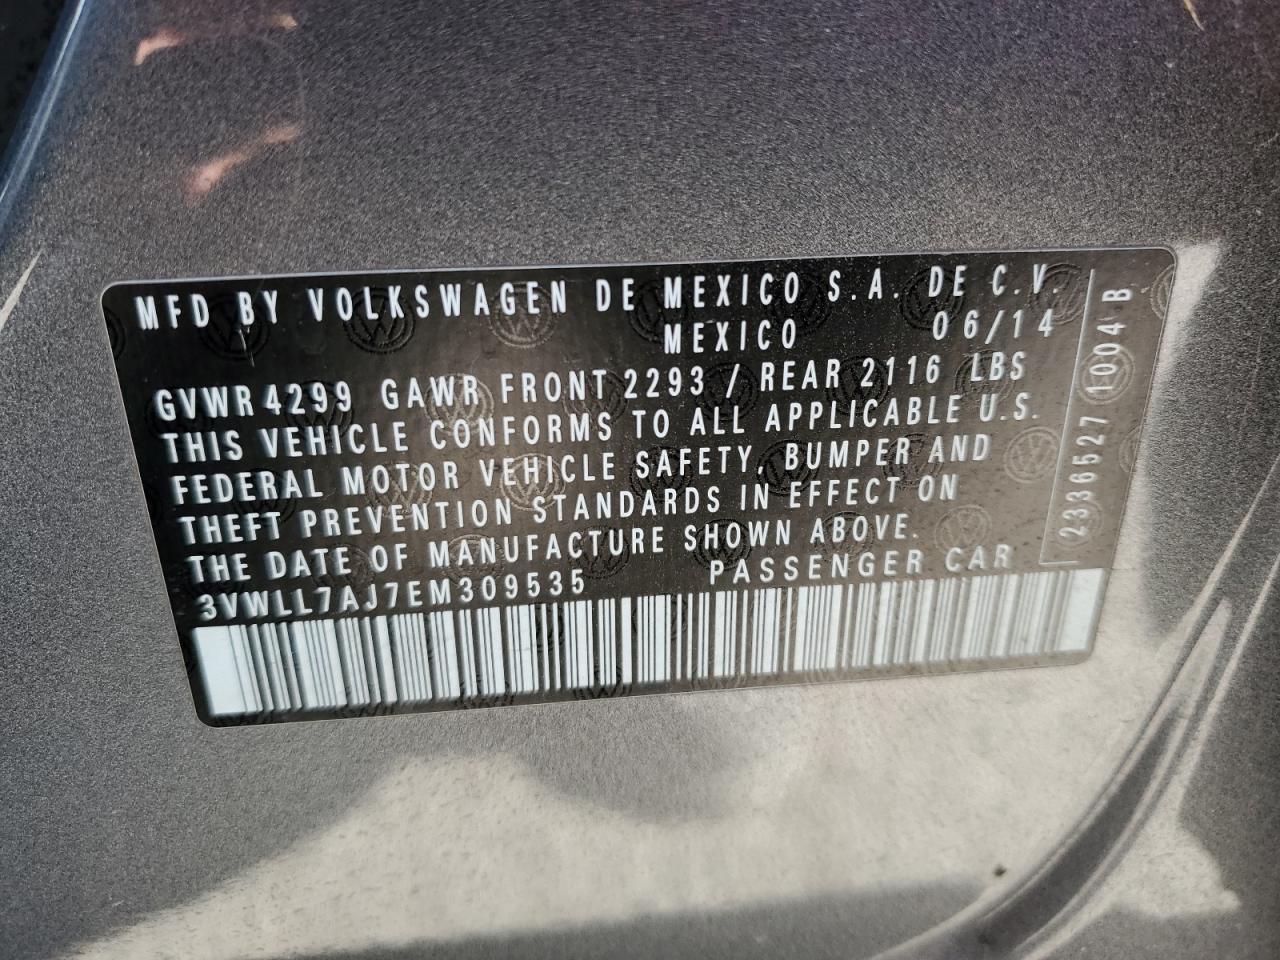 MFD BY VOLKSWAGEN DE MEXICO S.A. DE C.V.
MEXICO 06/14
GVWR 4299 GAWR FRONT 2293 / REAR 2116 LBS
THIS VEHICLE CONFORMS TO ALL APPLICABLE U.S.
FEDERAL MOTOR VEHICLE SAFETY, BUMPER AND
THEFT PREVENTION STANDARDS IN EFFECT ON
THE DATE OF MANUFACTURE SHOWN ABOVE.
3VWLL7AJ7EM309535 PASSENGER CAR
2336527 1004 B